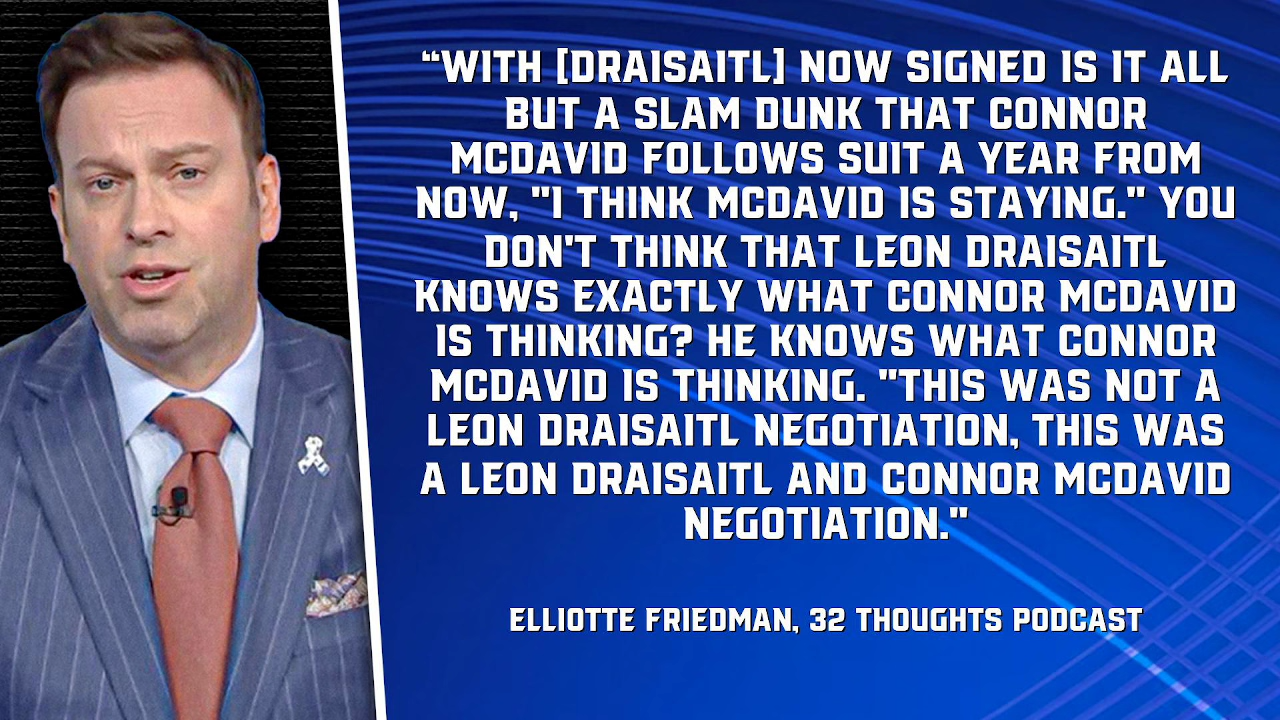 “WITH [DRAISAITL] NOW SIGNED IS IT ALL
BUT A SLAM DUNK THAT CONNOR
MCDAVID FOLLOWS SUIT A YEAR FROM
NOW, "I THINK MCDAVID IS STAYING." YOU
DON'T THINK THAT LEON DRAISAITL
KNOWS EXACTLY WHAT CONNOR MCDAVID
IS THINKING? HE KNOWS WHAT CONNOR
MCDAVID IS THINKING. "THIS WAS NOT A
LEON DRAISAITL NEGOTIATION, THIS WAS
A LEON DRAISAITL AND CONNOR MCDAVID
NEGOTIATION."
ELLIOTTE FRIEDMAN, 32 THOUGHTS PODCAST